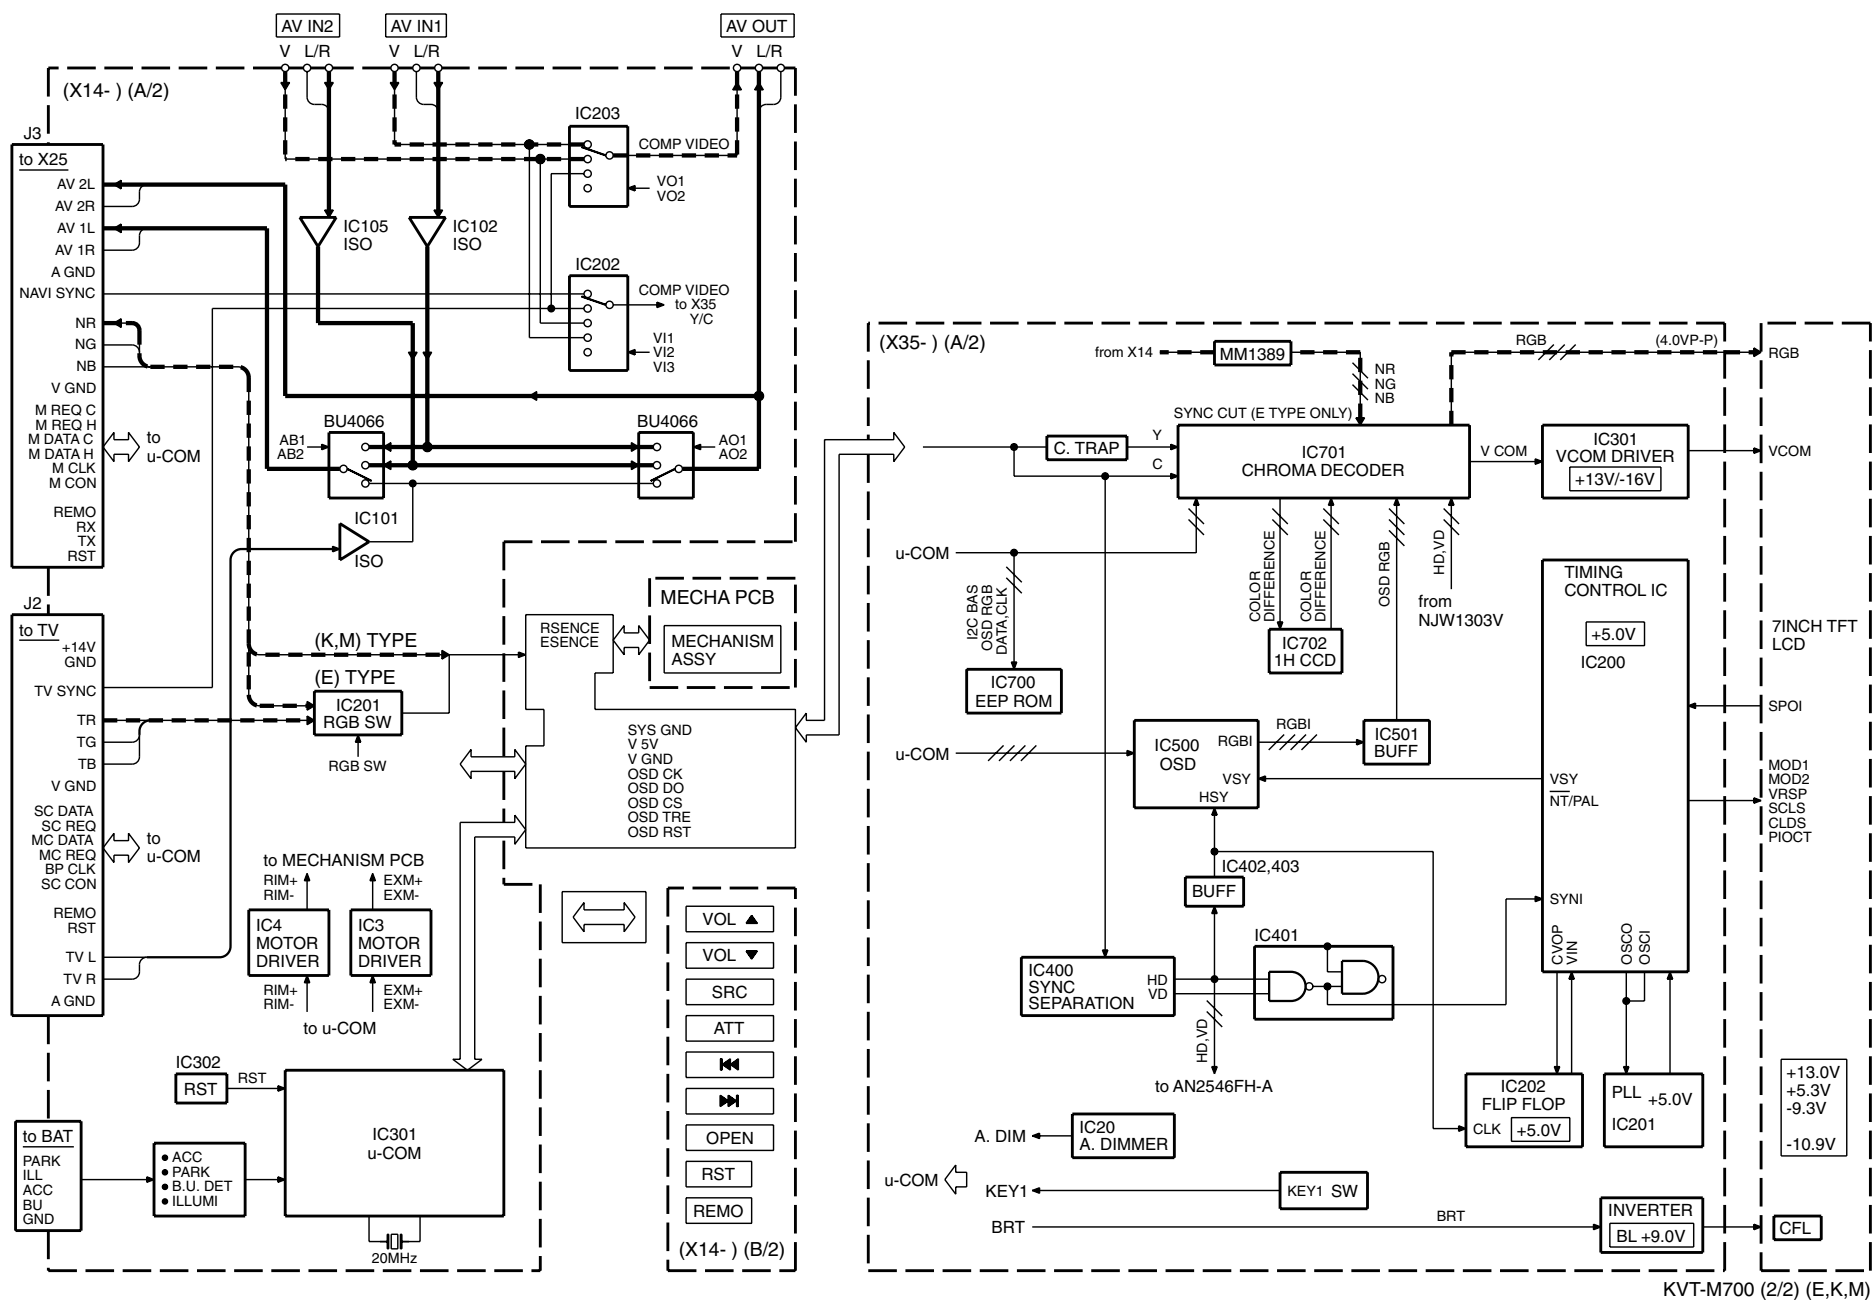 AV IN2
AV IN1
AV OUT
V L/R
V L/R
V L/R
(X14- ) (A/2)
J3
to X25
AV 2L
AV 2R
AV 1L
AV 1R
A GND
NAVI SYNC
NR
NG
NB
V GND
M REQ C
M REQ H
M DATA C
M DATA H
M CLK
M CON
to
u-COM
REMO
RX
TX
RST
IC203
COMP VIDEO
VO1
VO2
IC105
ISO
IC102
ISO
IC202
COMP VIDEO
to X35
Y/C
VI1
VI2
VI3
BU4066
AB1
AB2
BU4066
AO1
AO2
IC101
ISO
J2
to TV
+14V
GND
TV SYNC
TR
TG
TB
V GND
SC DATA
SC REQ
MC DATA
MC REQ
BP CLK
SC CON
to
u-COM
REMO
RST
TV L
TV R
A GND
(K,M) TYPE
(E) TYPE
IC201
RGB SW
RGB SW
RSENCE
ESENCE
MECHA PCB
MECHANISM
ASSY
SYS GND
V 5V
V GND
OSD CK
OSD DO
OSD CS
OSD TRE
OSD RST
to MECHANISM PCB
RIM+
RIM-
EXM+
EXM-
IC4
MOTOR
DRIVER
IC3
MOTOR
DRIVER
RIM+
RIM-
EXM+
EXM-
to u-COM
IC302
RST
RST
IC301
u-COM
20MHz
to BAT
PARK
ILL
ACC
BU
GND
● ACC
● PARK
● B.U. DET
● ILLUMI
VOL ▲
VOL ▼
SRC
ATT
OPEN
RST
REMO
(X14- ) (B/2)
(X35- ) (A/2)
from X14
MM1389
NR
NG
NB
SYNC CUT (E TYPE ONLY)
RGB
(4.0VP-P)
RGB
C. TRAP
Y
C
IC701
CHROMA DECODER
V COM
IC301
VCOM DRIVER
+13V/-16V
VCOM
u-COM
I2C BAS
OSD RGB
DATA,CLK
COLOR
DIFFERENCE
COLOR
DIFFERENCE
OSD RGB
HD,VD
from
NJW1303V
IC702
1H CCD
IC700
EEP ROM
TIMING
CONTROL IC
+5.0V
IC200
7INCH TFT
LCD
SPOI
u-COM
IC500
OSD
RGBI
VSY
HSY
RGBI
IC501
BUFF
VSY
NT/PAL
MOD1
MOD2
VRSP
SCLS
CLDS
PIOCT
IC402,403
BUFF
SYNI
CVOP
VIN
OSCO
OSCI
IC400
SYNC
SEPARATION
HD
VD
IC401
HD,VD
to AN2546FH-A
IC202
FLIP FLOP
CLK
+5.0V
PLL
+5.0V
IC201
+13.0V
+5.3V
-9.3V
-10.9V
A. DIM
IC20
A. DIMMER
u-COM
KEY1
KEY1 SW
BRT
BRT
INVERTER
BL +9.0V
CFL
KVT-M700 (2/2) (E,K,M)